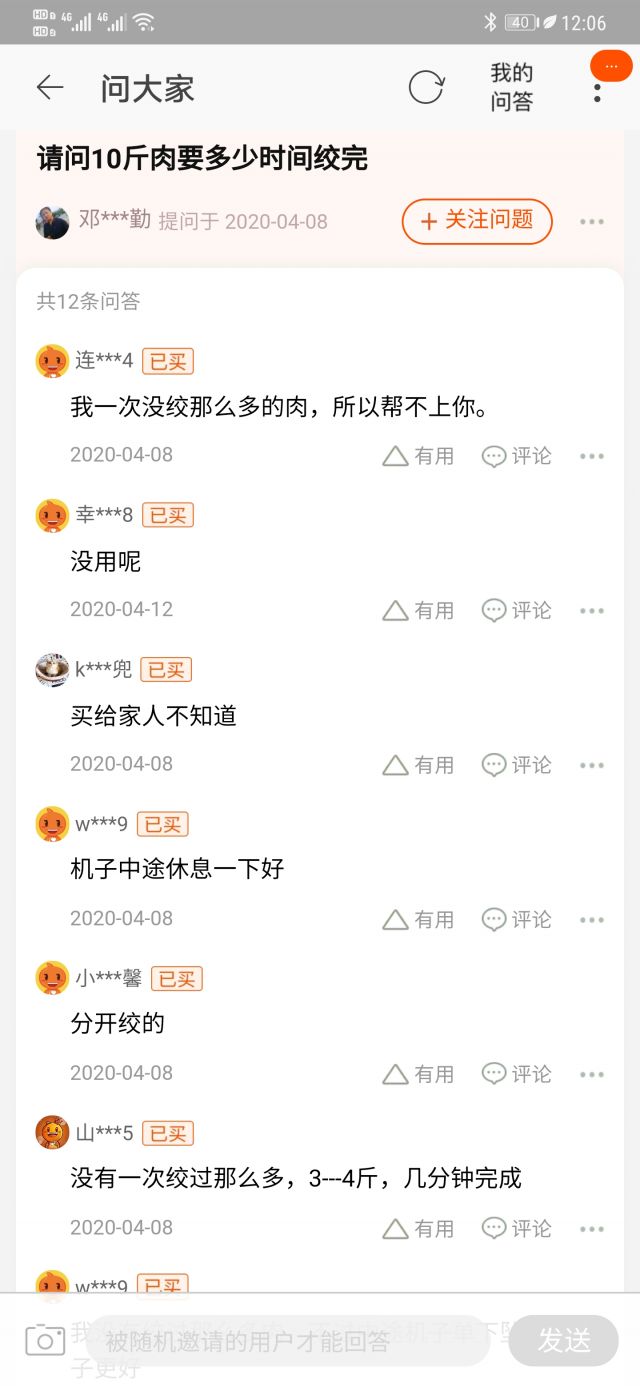 HD 2 4G 4G 40 12:06
HD 2
问大家
我的
问答
请问10斤肉要多少时间绞完
邓***勤 提问于 2020-04-08 + 关注问题
共12条问答
连***4 已买
我一次没绞那么多的肉，所以帮不上你。
2020-04-08 有用 评论
幸***8 已买
没用呢
2020-04-12 有用 评论
k***兜 已买
买给家人不知道
2020-04-08 有用 评论
w***9 已买
机子中途休息一下好
2020-04-08 有用 评论
小***馨 已买
分开绞的
2020-04-08 有用 评论
山***5 已买
没有一次绞过那么多，3---4斤，几分钟完成
2020-04-08 有用 评论
w***9 已买
被随机邀请的用户才能回答 发送
子更好